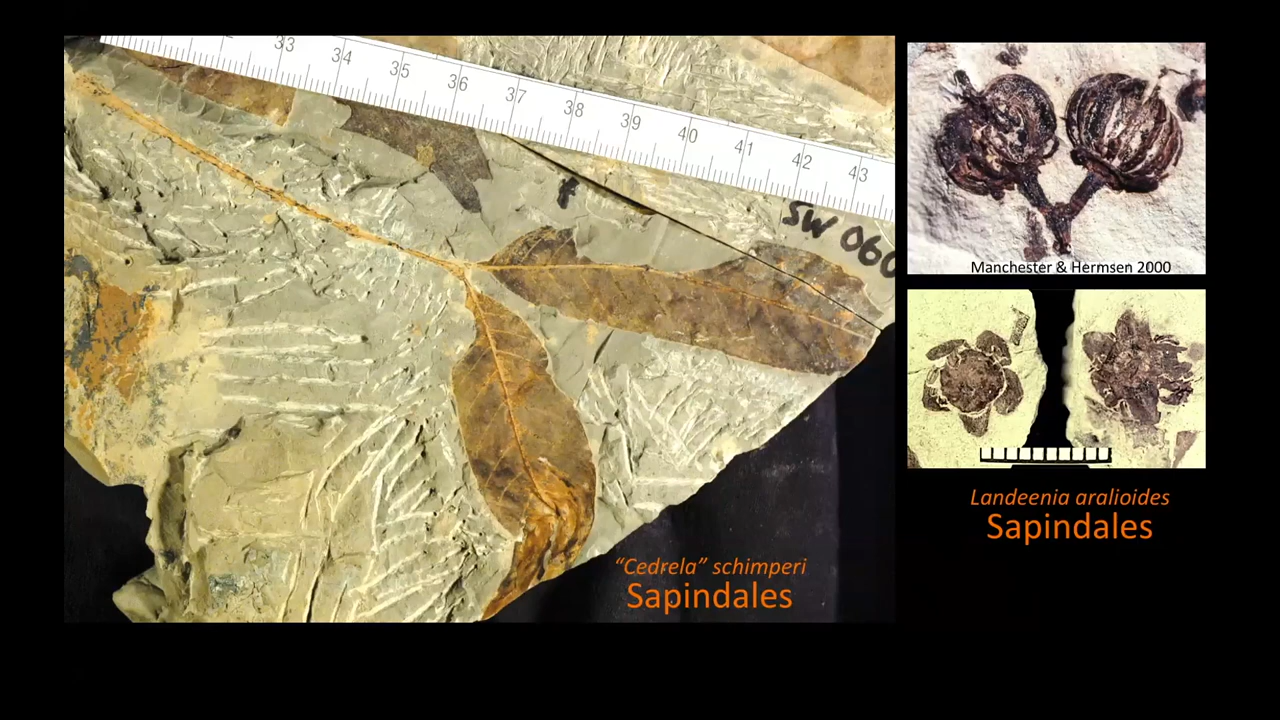 33 34 35 36 37 38 39 40 41 42 43
SW 060
Manchester & Hermsen 2000
"Cedrela" schimperi
Sapindales
Landeenia aralioides
Sapindales